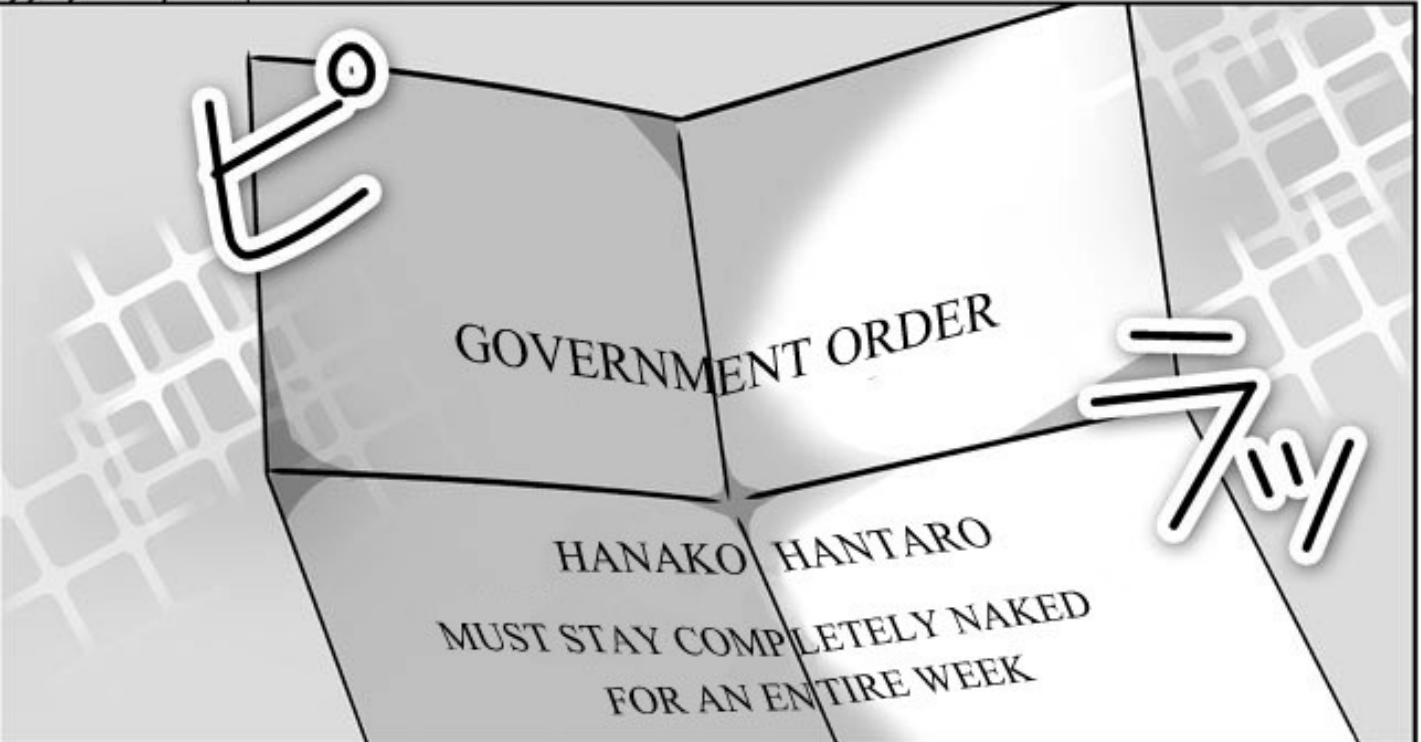 ピ
GOVERNMENT ORDER
ラッ
HANAKO HANTARO
MUST STAY COMPLETELY NAKED
FOR AN ENTIRE WEEK